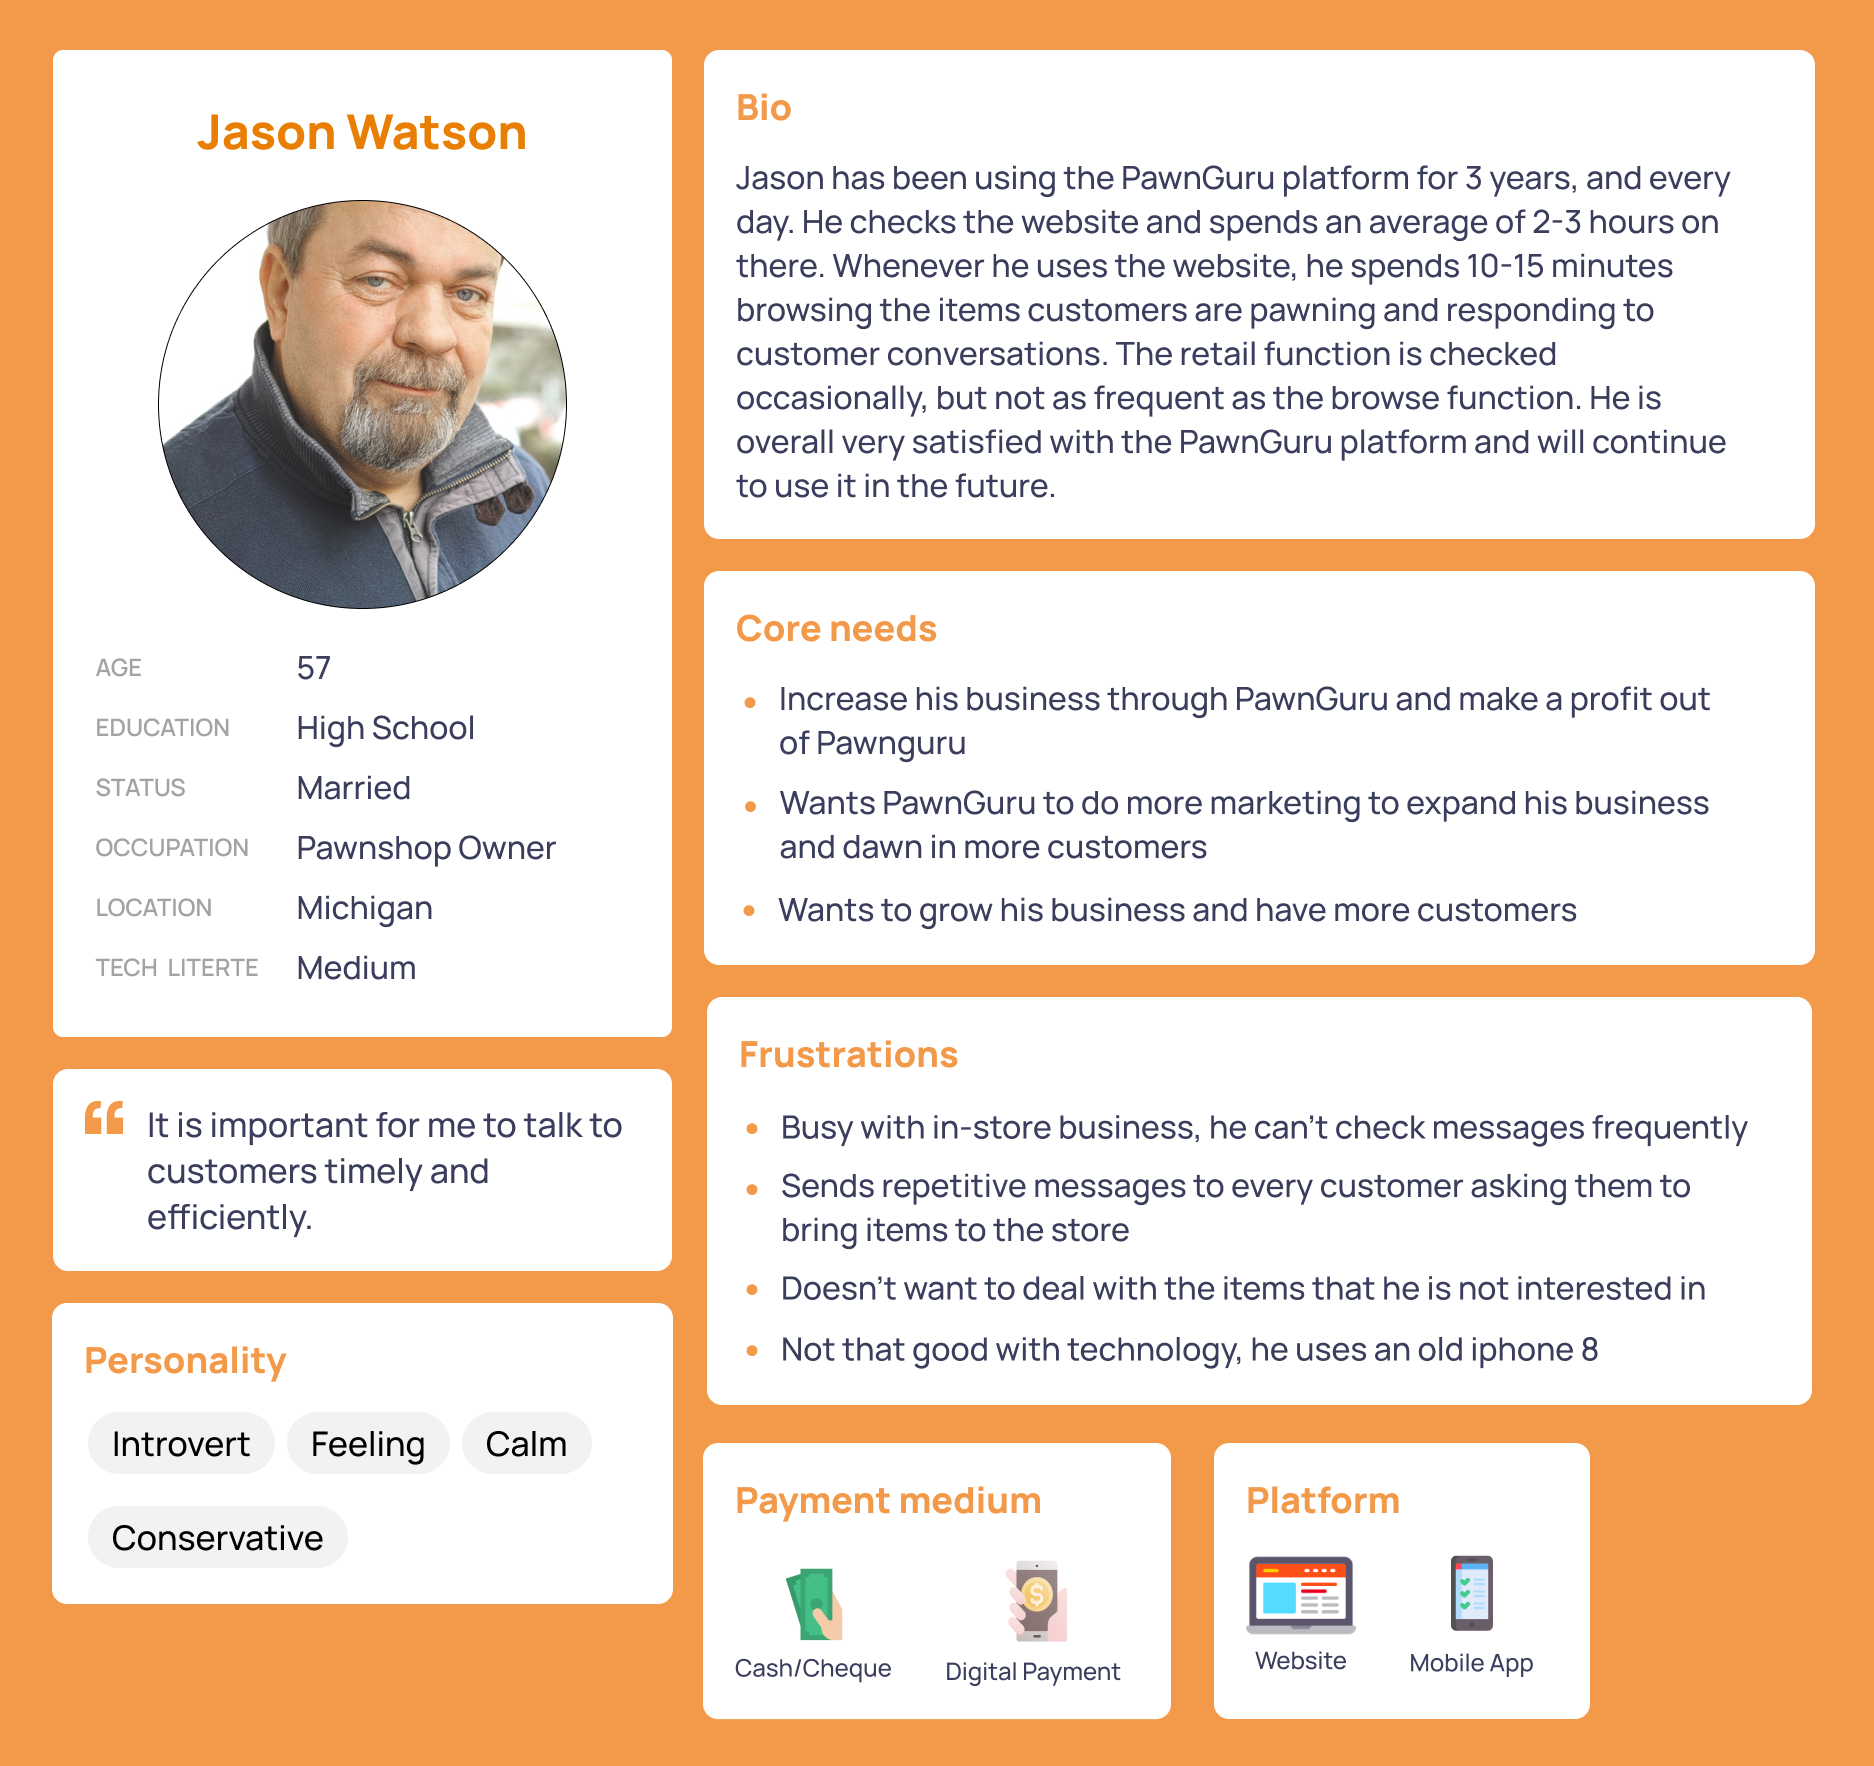 Jason Watson
AGE 57
EDUCATION High School
STATUS Married
OCCUPATION Pawnshop Owner
LOCATION Michigan
TECH LITERTE Medium
“ It is important for me to talk to
customers timely and
efficiently.
Personality
Introvert Feeling Calm
Conservative
Bio
Jason has been using the PawnGuru platform for 3 years, and every
day. He checks the website and spends an average of 2-3 hours on
there. Whenever he uses the website, he spends 10-15 minutes
browsing the items customers are pawning and responding to
customer conversations. The retail function is checked
occasionally, but not as frequent as the browse function. He is
overall very satisfied with the PawnGuru platform and will continue
to use it in the future.
Core needs
• Increase his business through PawnGuru and make a profit out
of Pawnguru
• Wants PawnGuru to do more marketing to expand his business
and dawn in more customers
• Wants to grow his business and have more customers
Frustrations
• Busy with in-store business, he can’t check messages frequently
• Sends repetitive messages to every customer asking them to
bring items to the store
• Doesn’t want to deal with the items that he is not interested in
• Not that good with technology, he uses an old iphone 8
Payment medium
$
Cash/Cheque Digital Payment
Platform
Website Mobile App